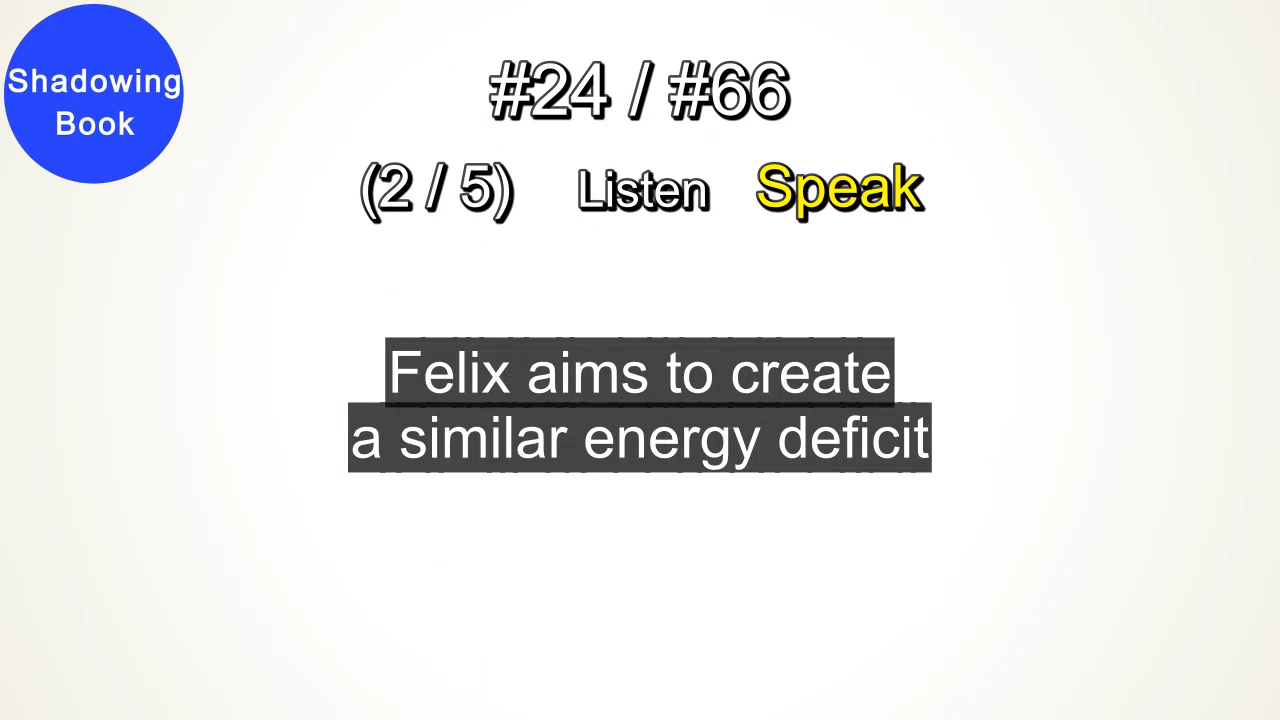 Shadowing
Book
#24 / #66
(2 / 5) Listen Speak
Felix aims to create
a similar energy deficit